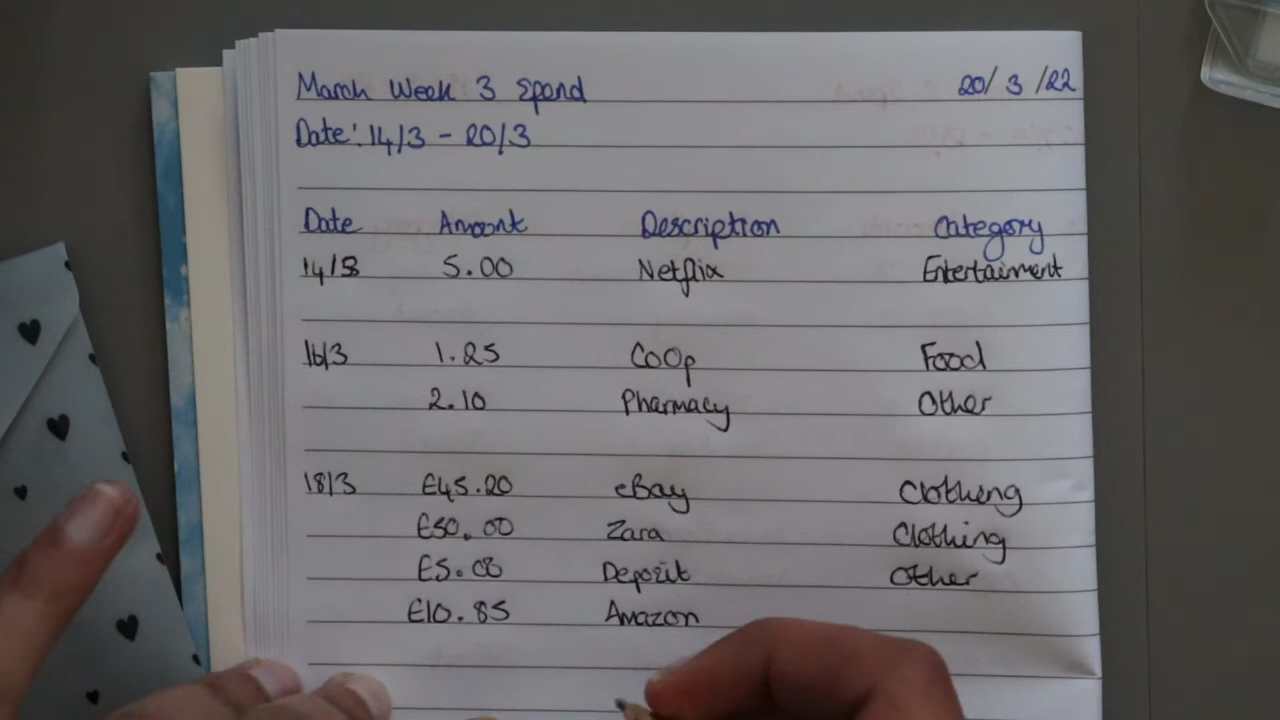 March Week 3 Spend 20/3/22
Date: 14/3 - 20/3
Date Amount Description Category
14/3 5.00 Netflix Entertaiment
16/3 1.25 CoOp Food
2.10 Pharmacy Other
18/3 £45.20 eBay Clothing
£50.00 Zara Clothing
£5.00 Deposit Other
£10.85 Amazon